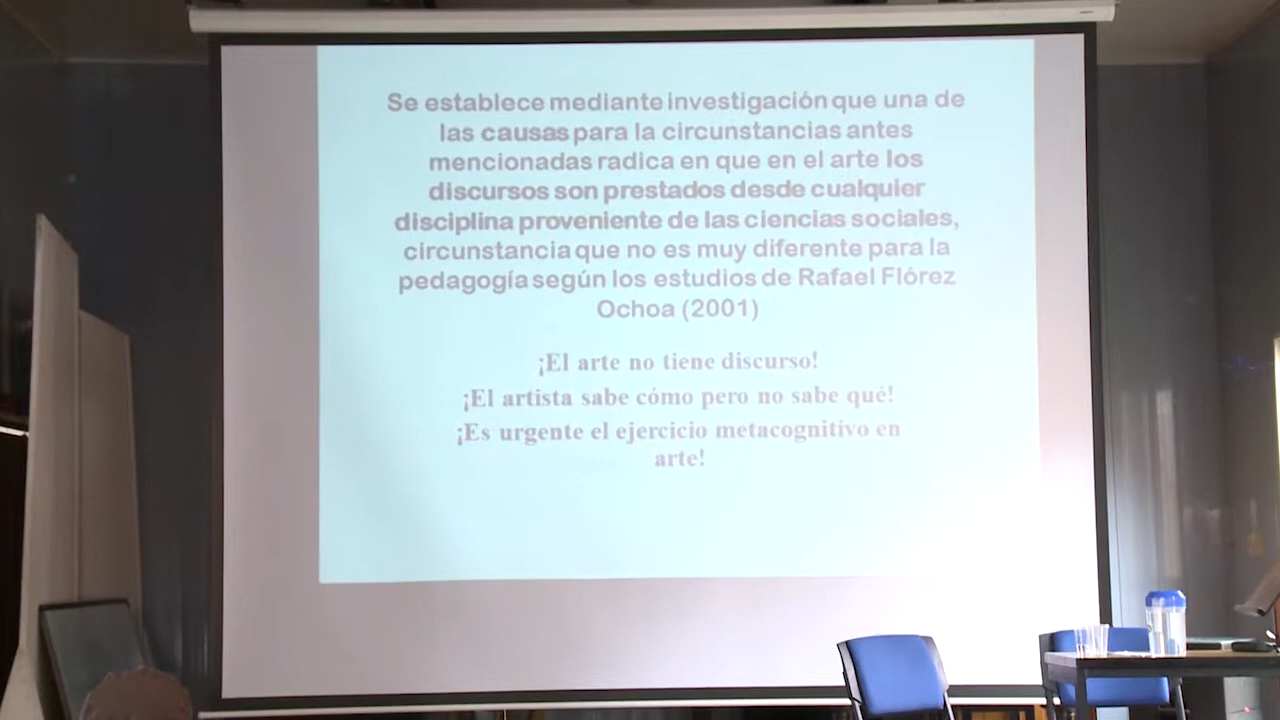 Se establece mediante investigación que una de
las causas para la circunstancias antes
mencionadas radica en que en el arte los
discursos son prestados desde cualquier
disciplina proveniente de las ciencias sociales,
circunstancia que no es muy diferente para la
pedagogía según los estudios de Rafael Flórez
Ochoa (2001)
¡El arte no tiene discurso!
¡El artista sabe cómo pero no sabe qué!
¡Es urgente el ejercicio metacognitivo en
arte!